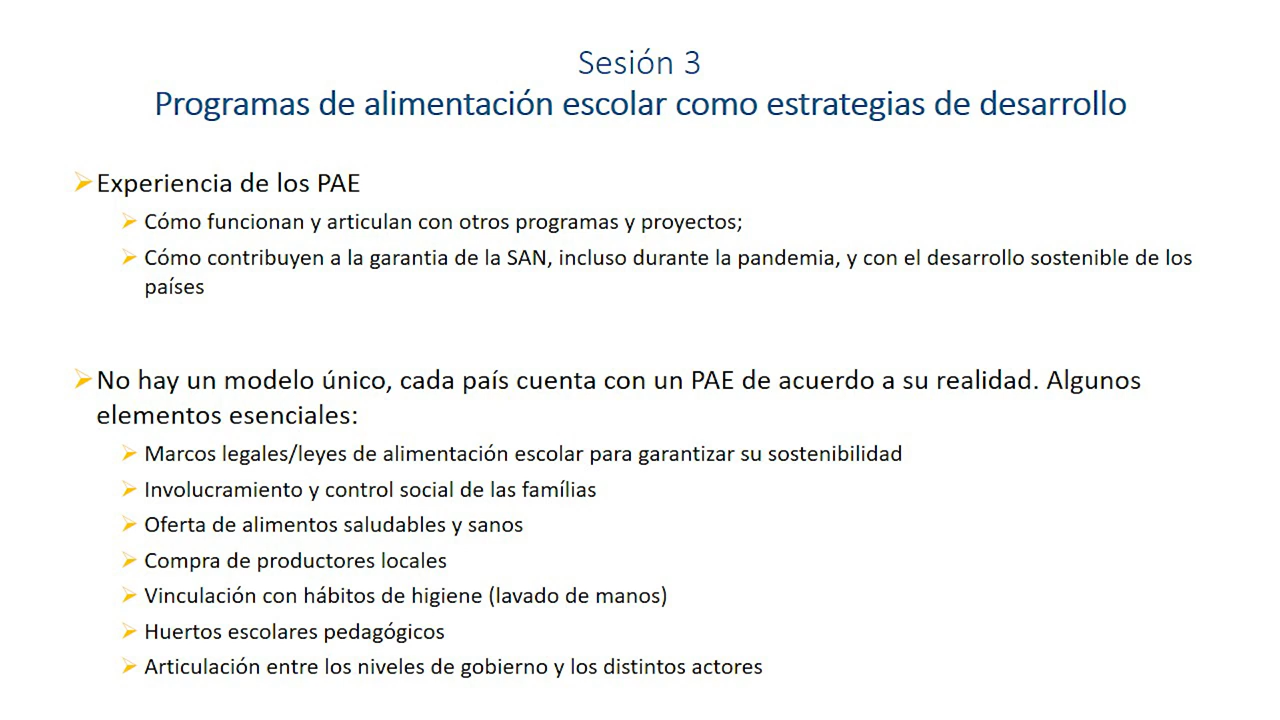 Sesión 3
Programas de alimentación escolar como estrategias de desarrollo
Experiencia de los PAE
Cómo funcionan y articulan con otros programas y proyectos;
Cómo contribuyen a la garantia de la SAN, incluso durante la pandemia, y con el desarrollo sostenible de los
países
No hay un modelo único, cada país cuenta con un PAE de acuerdo a su realidad. Algunos
elementos esenciales:
Marcos legales/leyes de alimentación escolar para garantizar su sostenibilidad
Involucramiento y control social de las famílias
Oferta de alimentos saludables y sanos
Compra de productores locales
Vinculación con hábitos de higiene (lavado de manos)
Huertos escolares pedagógicos
Articulación entre los niveles de gobierno y los distintos actores